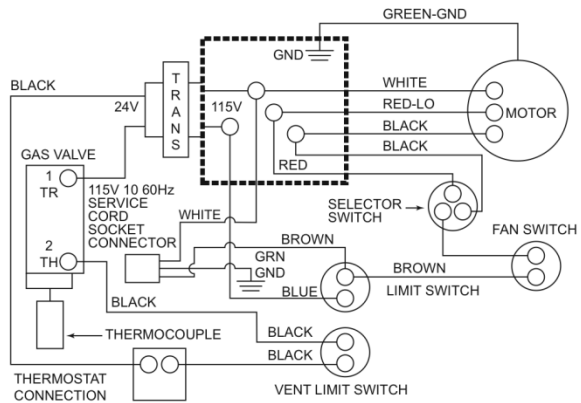 GREEN-GND
GND
BLACK
TRANS
24V
115V
WHITE
RED-LO
MOTOR
BLACK
BLACK
RED
GAS VALVE
1
TR
2
TH
115V 10 60Hz
SERVICE
CORD
SOCKET
CONNECTOR
WHITE
SELECTOR
SWITCH
FAN SWITCH
BROWN
GRN
GND
BROWN
BLUE
LIMIT SWITCH
BLACK
THERMOCOUPLE
BLACK
BLACK
THERMOSTAT
CONNECTION
VENT LIMIT SWITCH